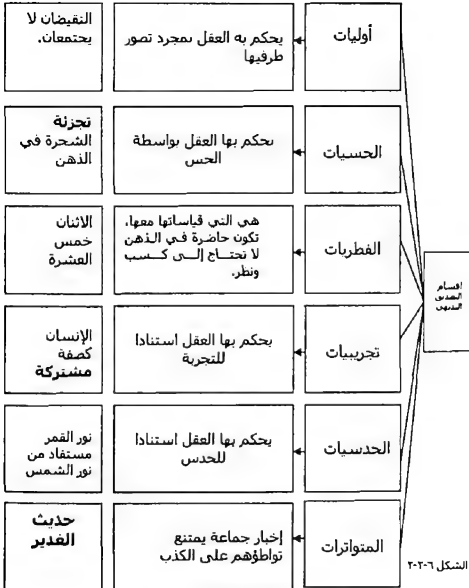 أوليات
يحكم به العقل بمجرد تصور
طرفيها
النقيضان لا
يجتمعان.
الحسيات
يحكم بها العقل بواسطة
الحس
تجزئة
الشجرة في
الذهن
الفطريات
هي التي قياساتها معها،
تكون حاضرة في الذهن
لا تحتاج إلى كسب
ونظر.
الاثنان
خمس
العشرة
اقسام
التصديق
البديهي
تجريبيات
يحكم بها العقل استنادا
للتجربة
الإنسان
كصفة
مشتركة
الحدسيات
يحكم بها العقل استنادا
للحدس
نور القمر
مستفاد من
نور الشمس
المتواترات
إخبار جماعة يمتنع
تواطؤهم على الكذب
حديث
الغدير
الشكل ٦-٢-٢